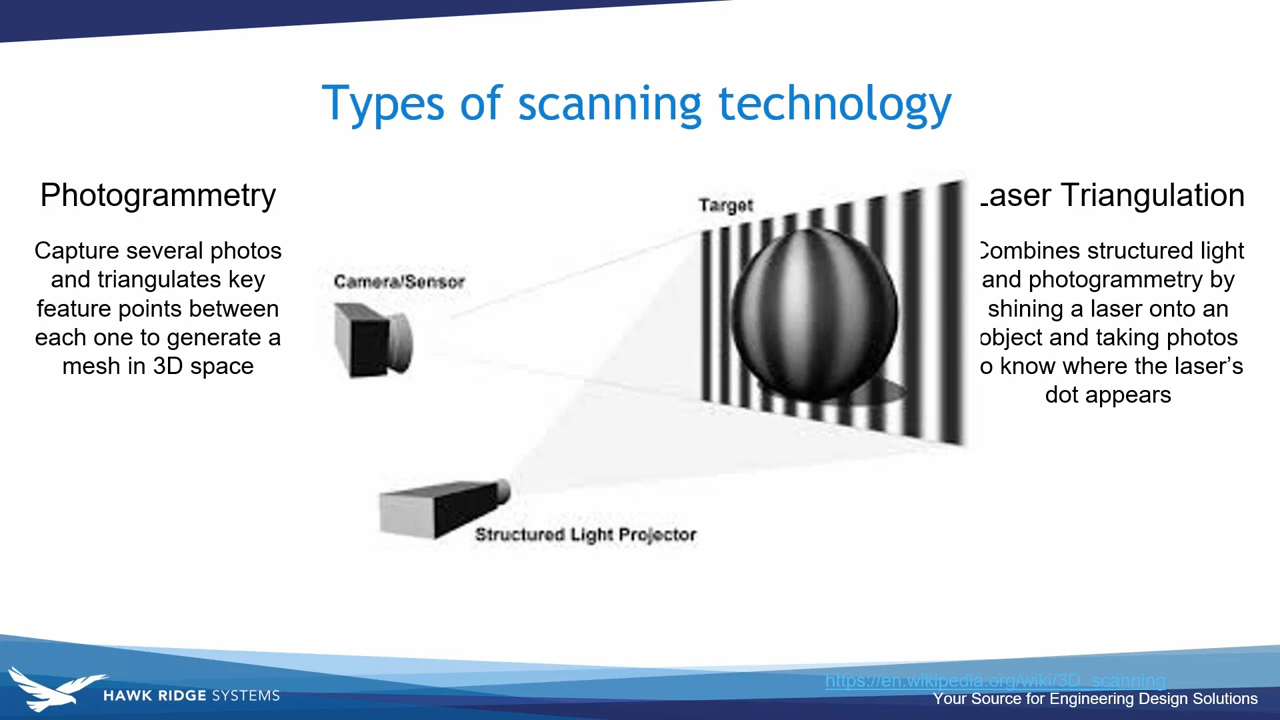 Types of scanning technology
Photogrammetry
Capture several photos
and triangulates key
feature points between
each one to generate a
mesh in 3D space
Camera/Sensor
Target
Structured Light Projector
Laser Triangulation
Combines structured light
and photogrammetry by
shining a laser onto an
object and taking photos
to know where the laser's
dot appears
https://en.wikipedia.org/wiki/3D_scanning
HAWK RIDGE SYSTEMS
Your Source for Engineering Design Solutions